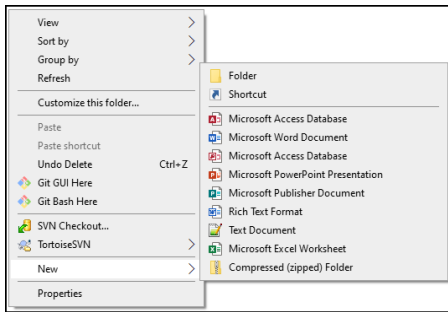 View
Sort by
Group by
Refresh
Customize this folder...
Paste
Paste shortcut
Undo Delete Ctrl+Z
Git GUI Here
Git Bash Here
SVN Checkout...
TortoiseSVN
New
Properties
Folder
Shortcut
Microsoft Access Database
Microsoft Word Document
Microsoft Access Database
Microsoft PowerPoint Presentation
Microsoft Publisher Document
Rich Text Format
Text Document
Microsoft Excel Worksheet
Compressed (zipped) Folder